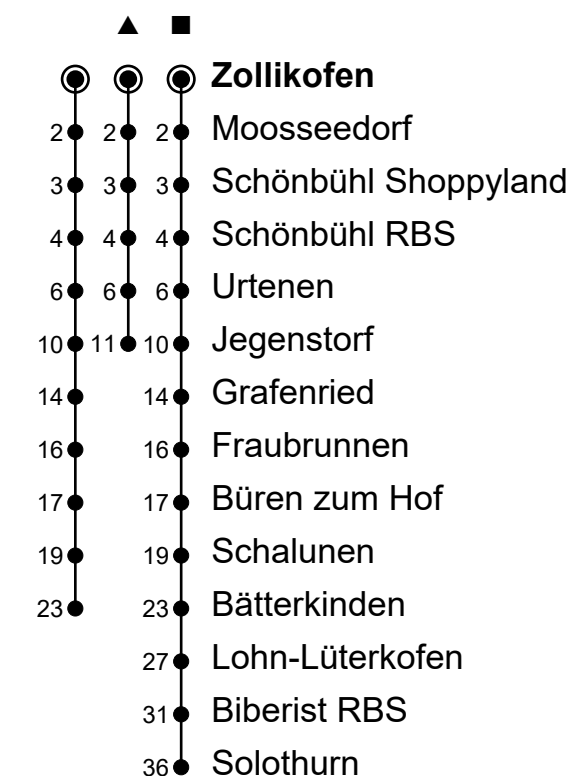 ▲ ■
Zollikofen
2 2 2 Moosseedorf
3 3 3 Schönbühl Shoppyland
4 4 4 Schönbühl RBS
6 6 6 Urtenen
10 11 10 Jegenstorf
14 14 Grafenried
16 16 Fraubrunnen
17 17 Büren zum Hof
19 19 Schalunen
23 23 Bätterkinden
27 Lohn-Lüterkofen
31 Biberist RBS
36 Solothurn